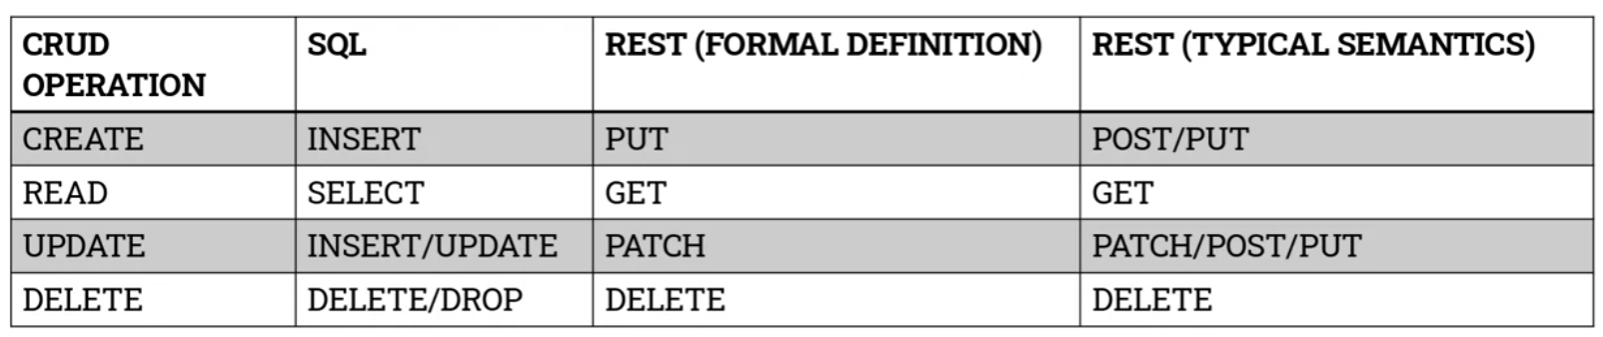 CRUD OPERATION SQL REST (FORMAL DEFINITION) REST (TYPICAL SEMANTICS)
CREATE INSERT PUT POST/PUT
READ SELECT GET GET
UPDATE INSERT/UPDATE PATCH PATCH/POST/PUT
DELETE DELETE/DROP DELETE DELETE